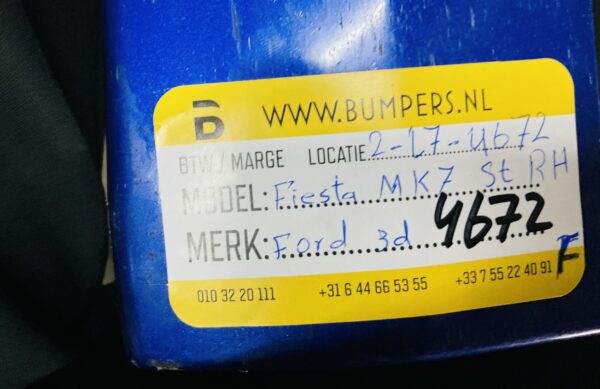 B WWW.BUMPERS.NL
BTW / MARGE LOCATIE 2-L7-4672
MODEL: Fiesta MK7 St RH
MERK: Ford 3d 4672
F
010 32 20 111 +31 6 44 66 53 55 +33 7 55 22 40 91